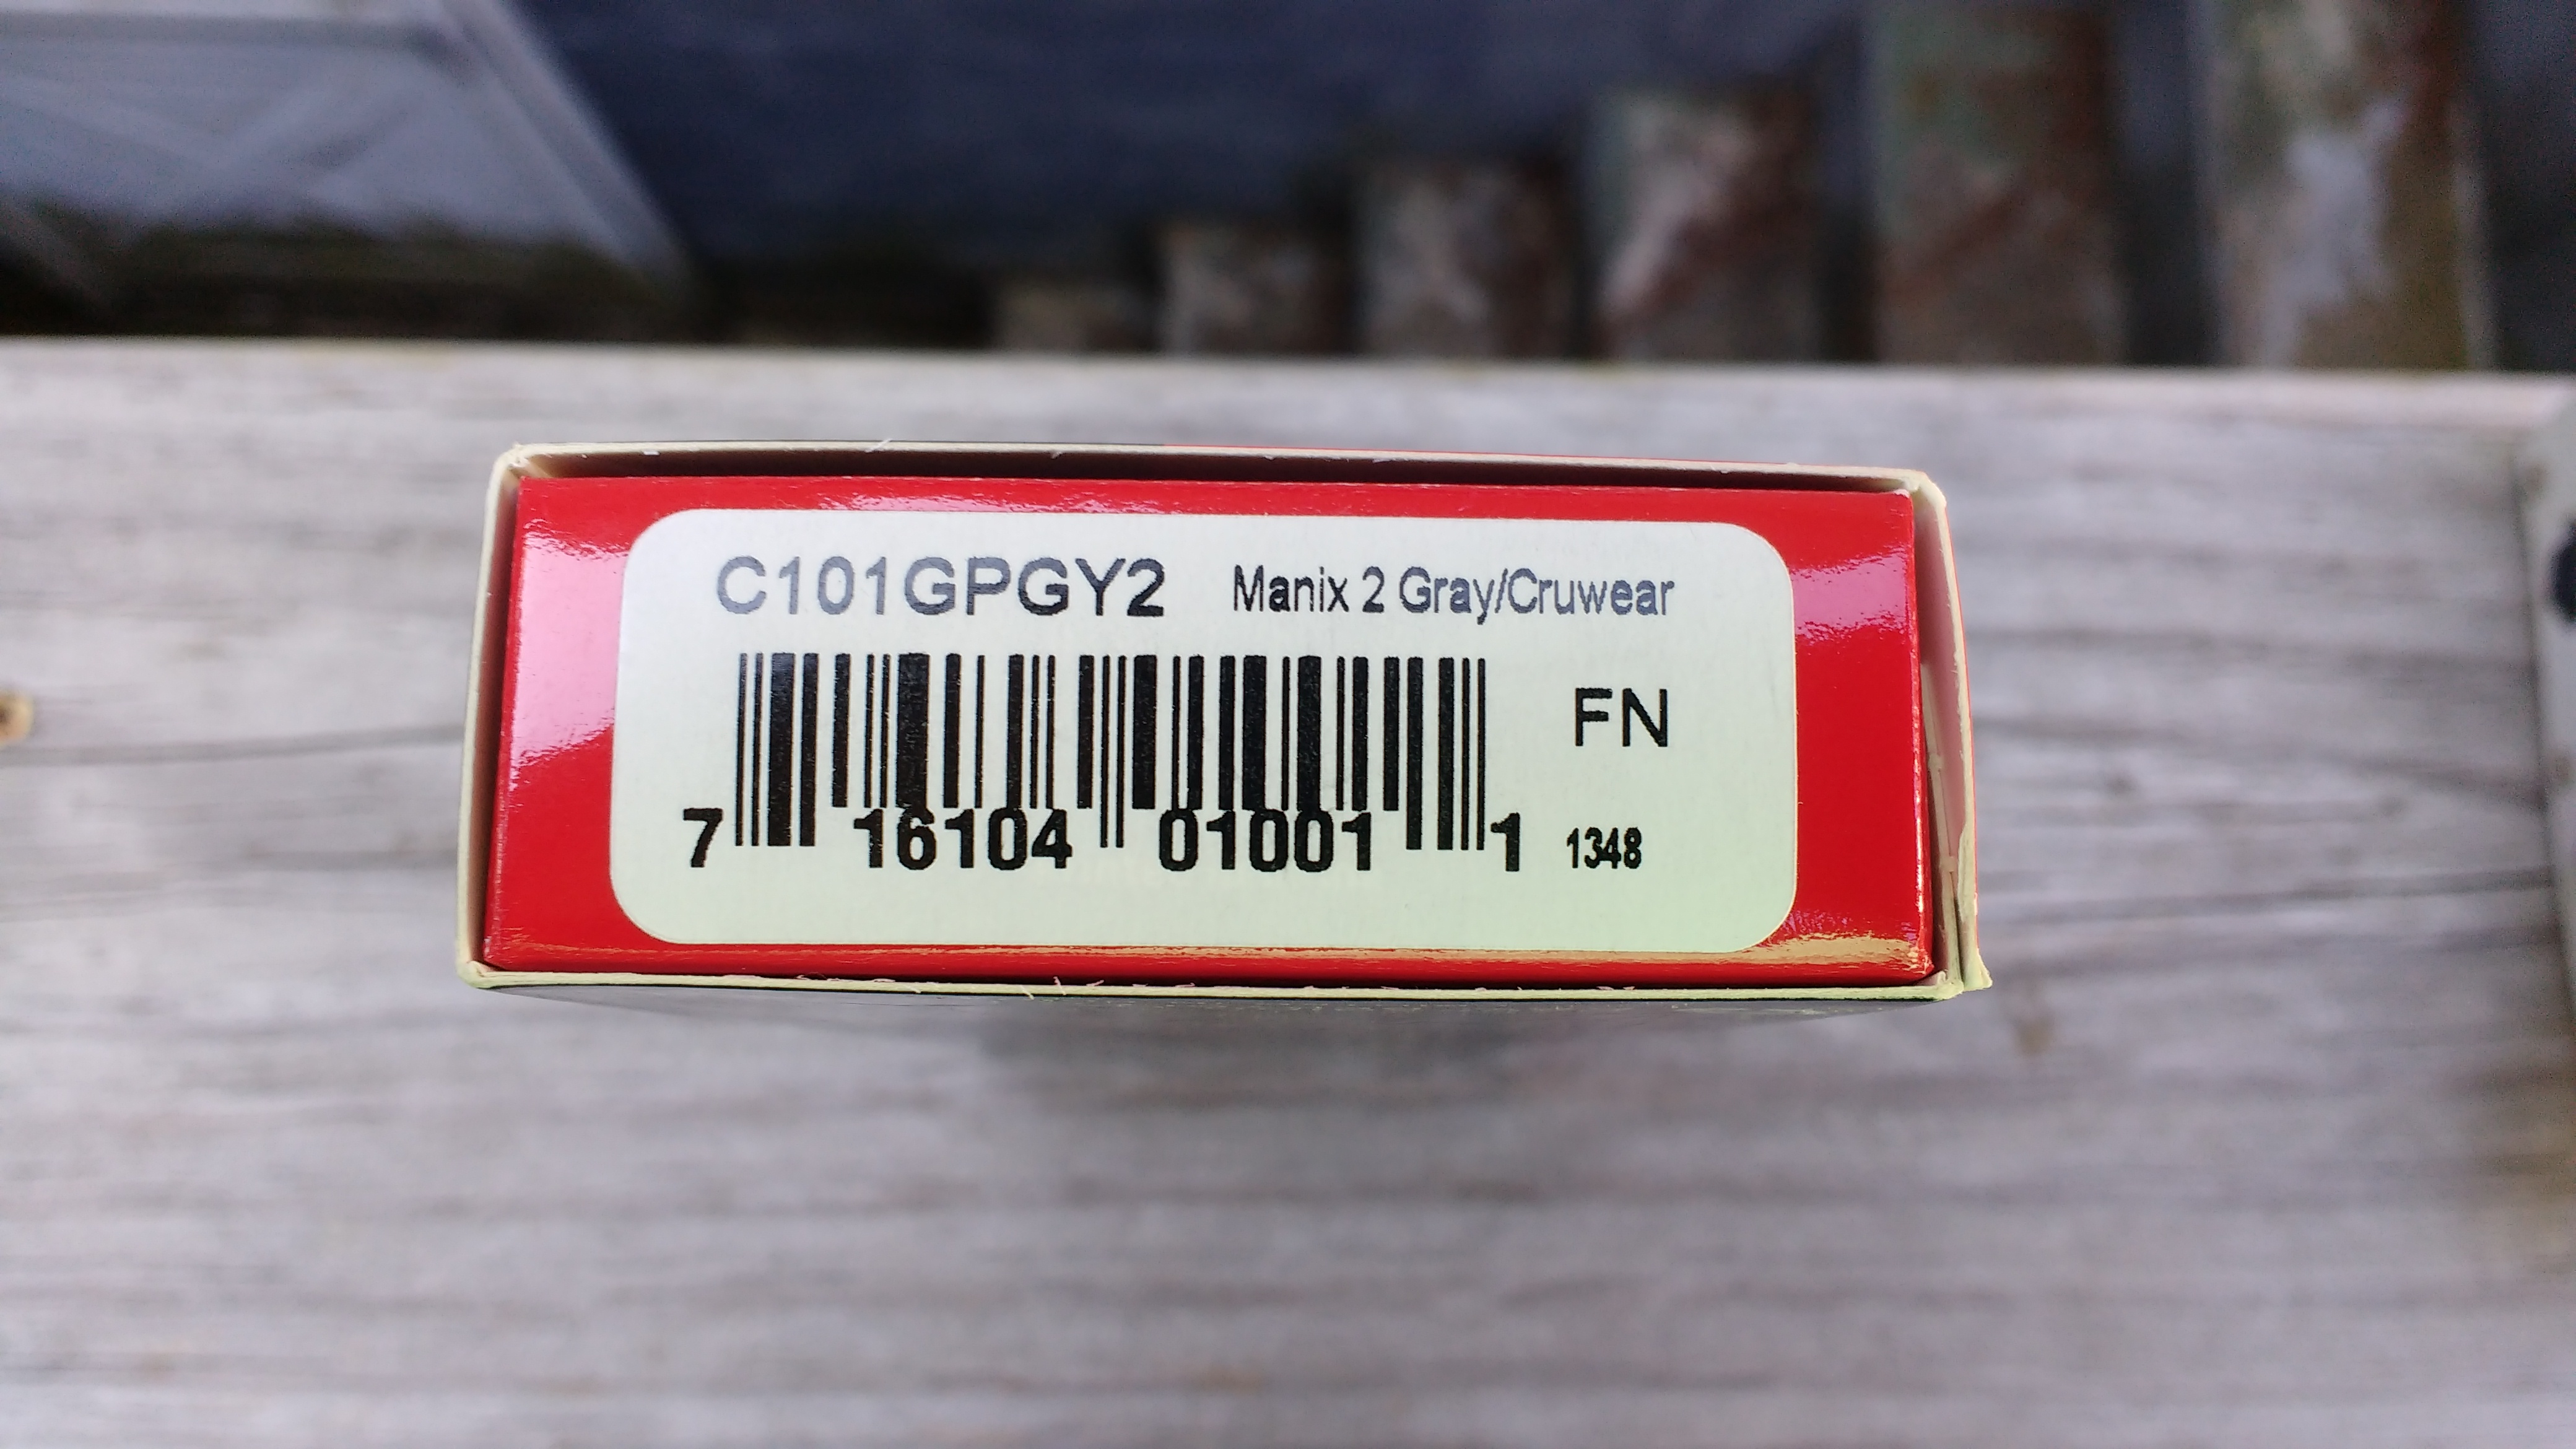 C101GPGY2 Manix 2 Gray/Cruwear
FN
7 16104 01001 1 1348